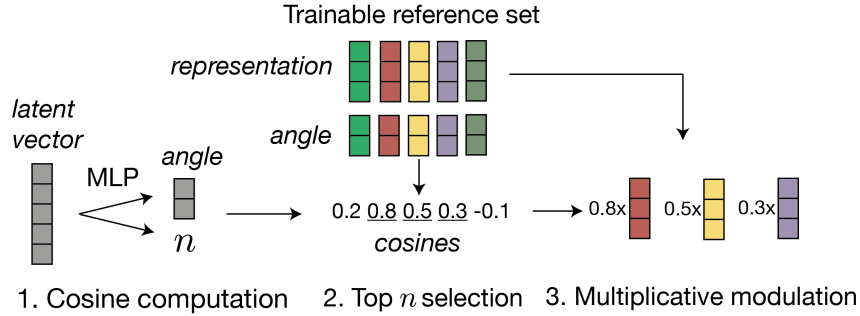 Trainable reference set
representation
latent
vector
angle
angle
MLP
n
0.2 0.8 0.5 0.3 -0.1
cosines
0.8x
0.5x
0.3x
1. Cosine computation
2. Top n selection
3. Multiplicative modulation